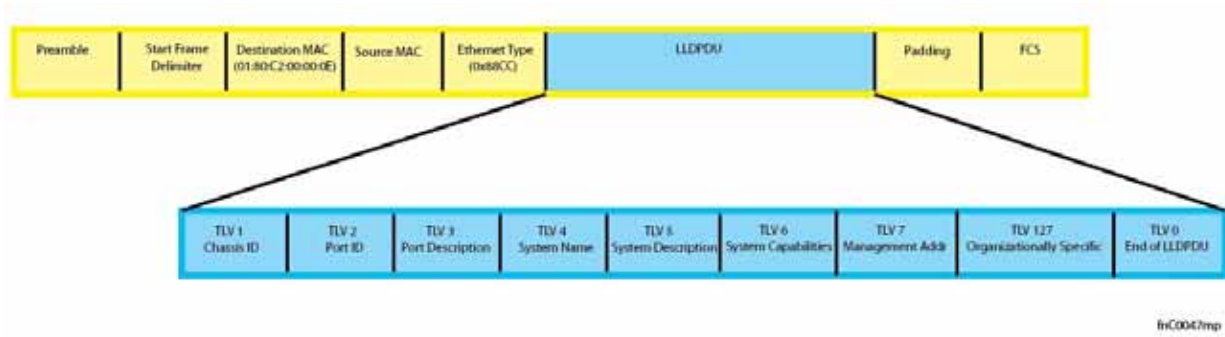 Preamble
Start Frame
Delimiter
Destination MAC
(01:80:C2:00:00:0E)
Source MAC
Ethernet Type
(0x88CC)
LLDPDU
Padding
FCS
TLV 1
Chassis ID
TLV 2
Port ID
TLV 3
Port Description
TLV 4
System Name
TLV 5
System Description
TLV 6
System Capabilities
TLV 7
Management Addr
TLV 127
Organizationally Specific
TLV 0
End of LLDPDU
fnC0047mp